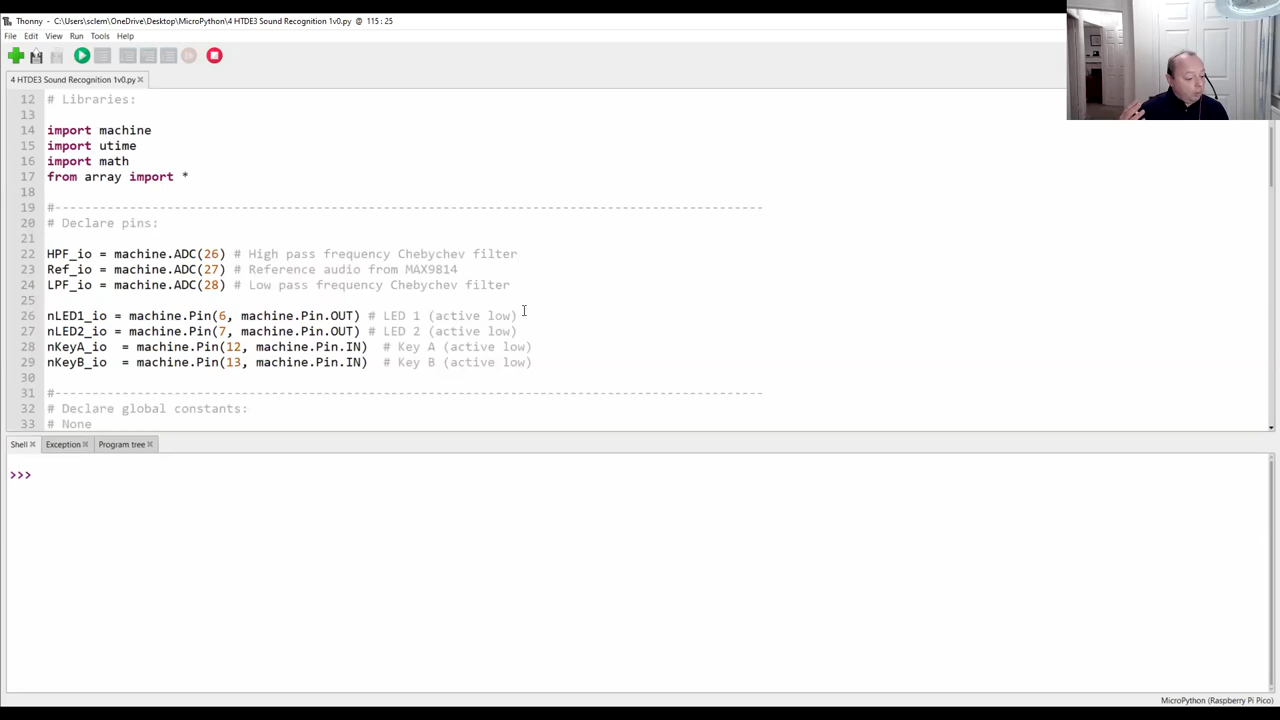 Thonny - C:\Users\sclem\OneDrive\Desktop\MicroPython\4 HTDE3 Sound Recognition 1v0.py @ 115 : 25
File Edit View Run Tools Help
4 HTDE3 Sound Recognition 1v0.py
12 # Libraries:
13
14 import machine
15 import utime
16 import math
17 from array import *
18
19 #-----------------------------------------------------------------------------------------------
20 # Declare pins:
21
22 HPF_io = machine.ADC(26) # High pass frequency Chebychev filter
23 Ref_io = machine.ADC(27) # Reference audio from MAX9814
24 LPF_io = machine.ADC(28) # Low pass frequency Chebychev filter
25
26 nLED1_io = machine.Pin(6, machine.Pin.OUT) # LED 1 (active low)
27 nLED2_io = machine.Pin(7, machine.Pin.OUT) # LED 2 (active low)
28 nKeyA_io  = machine.Pin(12, machine.Pin.IN)  # Key A (active low)
29 nKeyB_io  = machine.Pin(13, machine.Pin.IN)  # Key B (active low)
30
31 #-----------------------------------------------------------------------------------------------
32 # Declare global constants:
33 # None
Shell Exception Program tree
>>>
MicroPython (Raspberry Pi Pico)